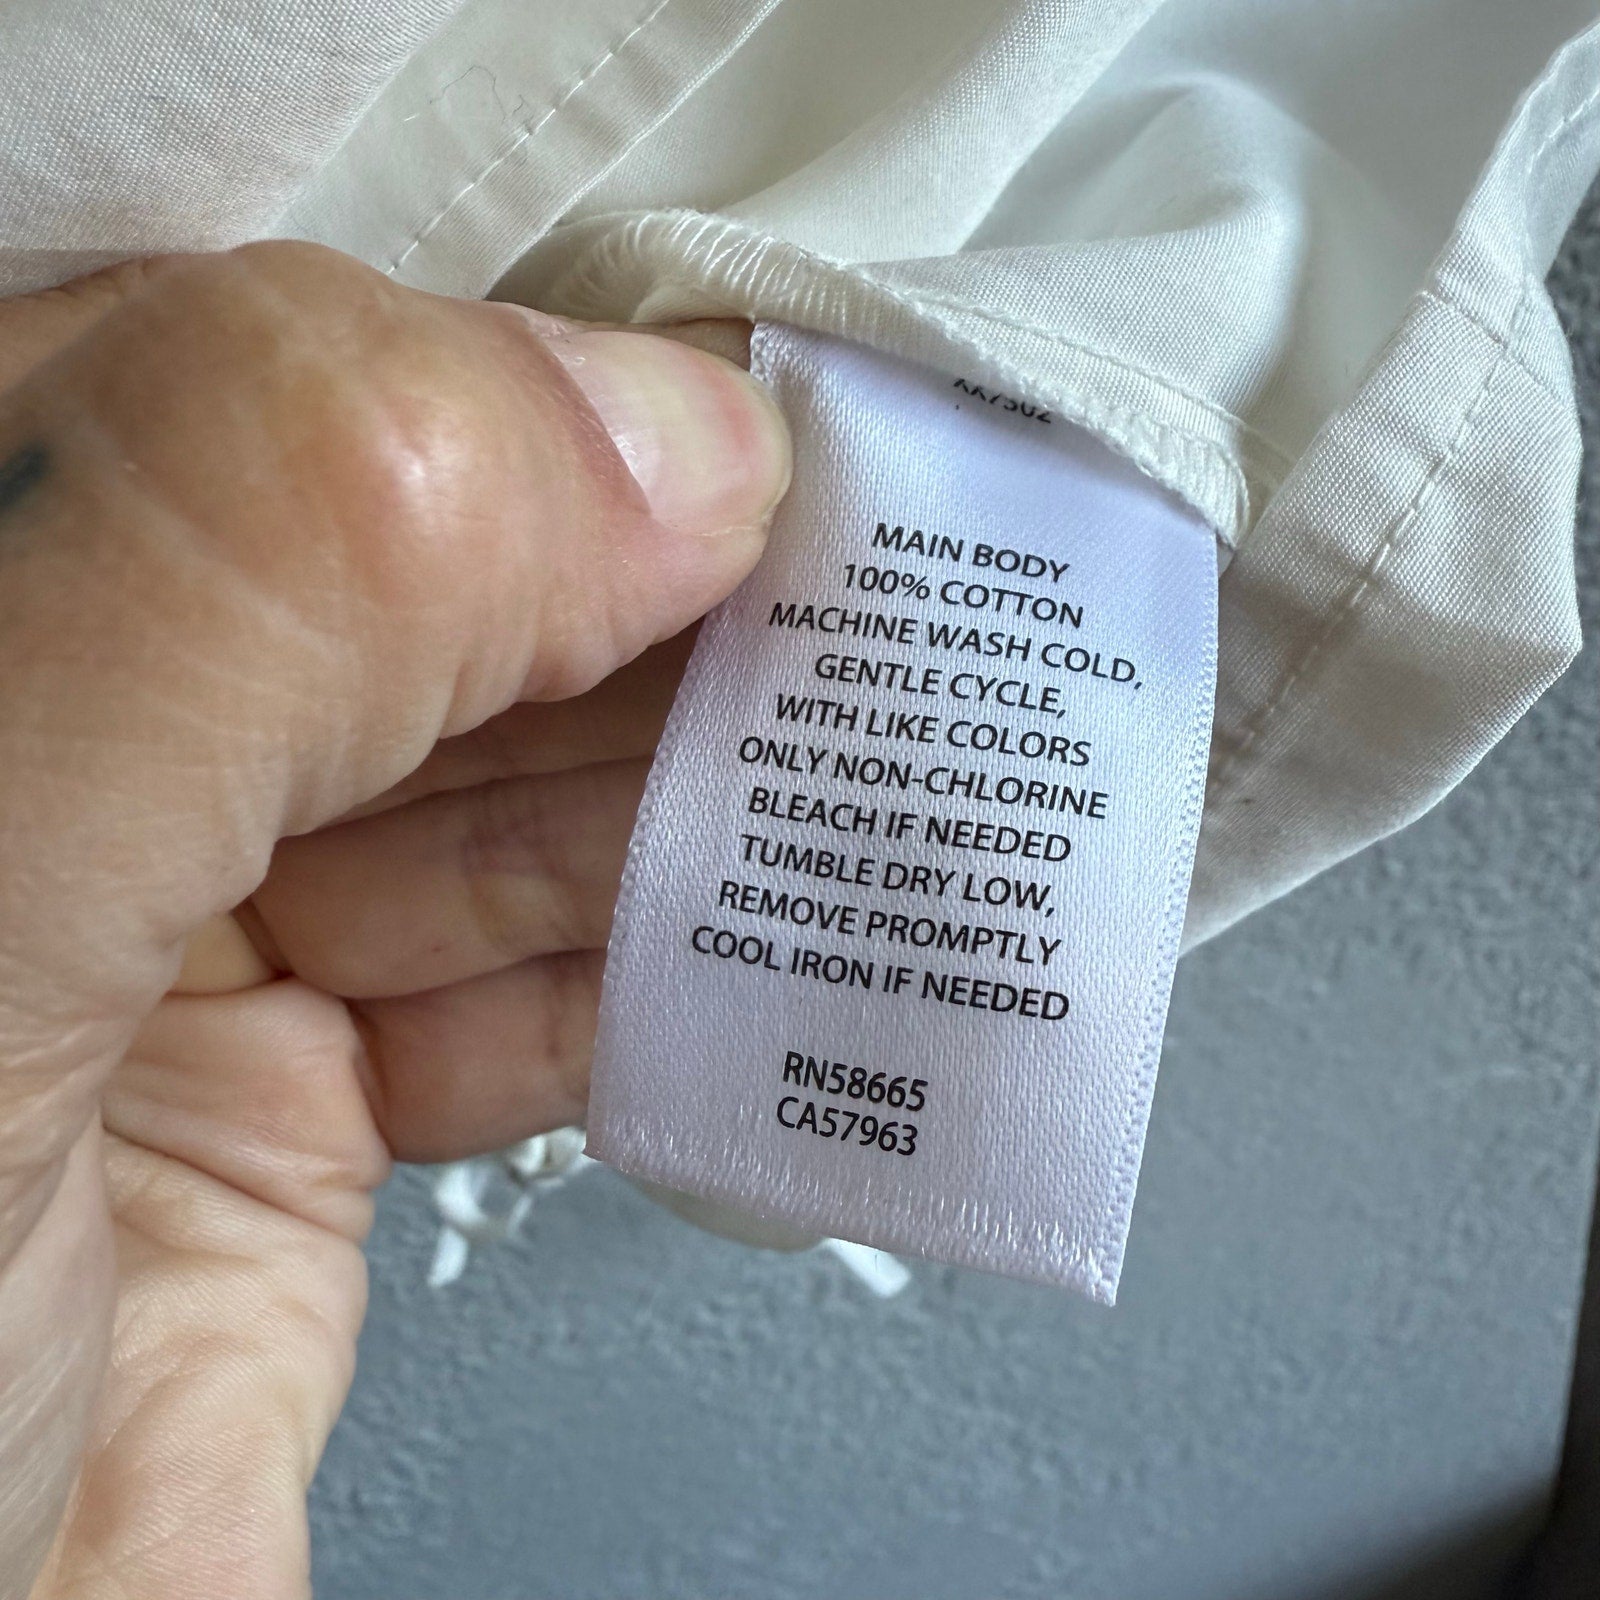 MAIN BODY
100% COTTON
MACHINE WASH COLD,
GENTLE CYCLE,
WITH LIKE COLORS
ONLY NON-CHLORINE
BLEACH IF NEEDED
TUMBLE DRY LOW,
REMOVE PROMPTLY
COOL IRON IF NEEDED
RN58665
CA57963